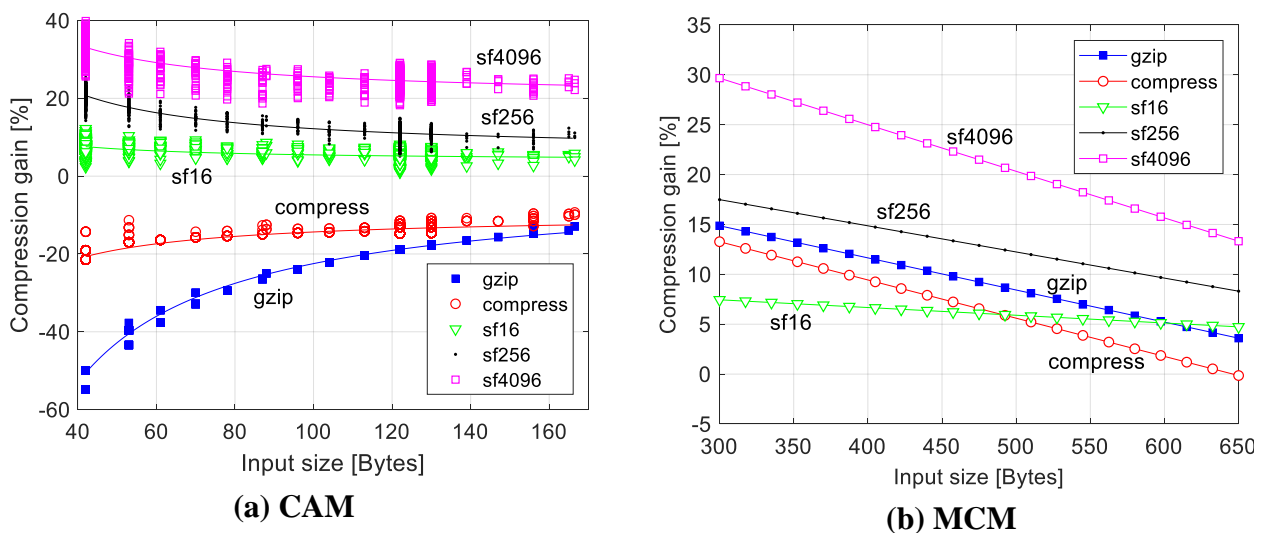 Compression gain [%]
40
20
0
-20
-40
-60
sf4096
sf256
sf16
compress
gzip
gzip
compress
sf16
sf256
sf4096
40 60 80 100 120 140 160
Input size [Bytes]
(a) CAM
Compression gain [%]
35
30
25
20
15
10
5
0
-5
gzip
compress
sf16
sf256
sf4096
sf4096
sf256
gzip
sf16
compress
300 350 400 450 500 550 600 650
Input size [Bytes]
(b) MCM